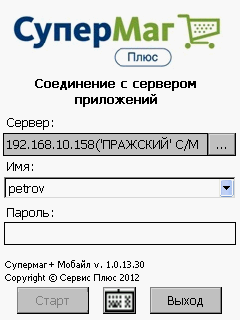 СуперМаг
Плюс
Соединение с сервером
приложений
Сервер:
192.168.10.158('ПРАЖСКИЙ' С/М ...
Имя:
petrov
Пароль:
Супермаг+ Мобайл v. 1.0.13.30
Copyright © Сервис Плюс 2012
Старт Выход